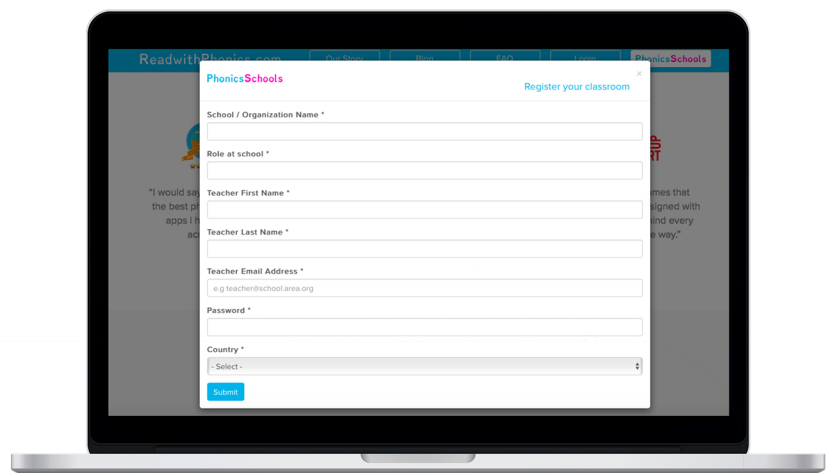 ReadwithPhonics.com Our Story Blog FAQ Login PhonicsSchools
PhonicsSchools
×
Register your classroom
School / Organization Name *
Role at school *
Teacher First Name *
Teacher Last Name *
Teacher Email Address *
e.g teacher@school.area.org
Password *
Country *
- Select -
Submit
"I would say
the best
apps I
mes that
signed with
ind every
e way."